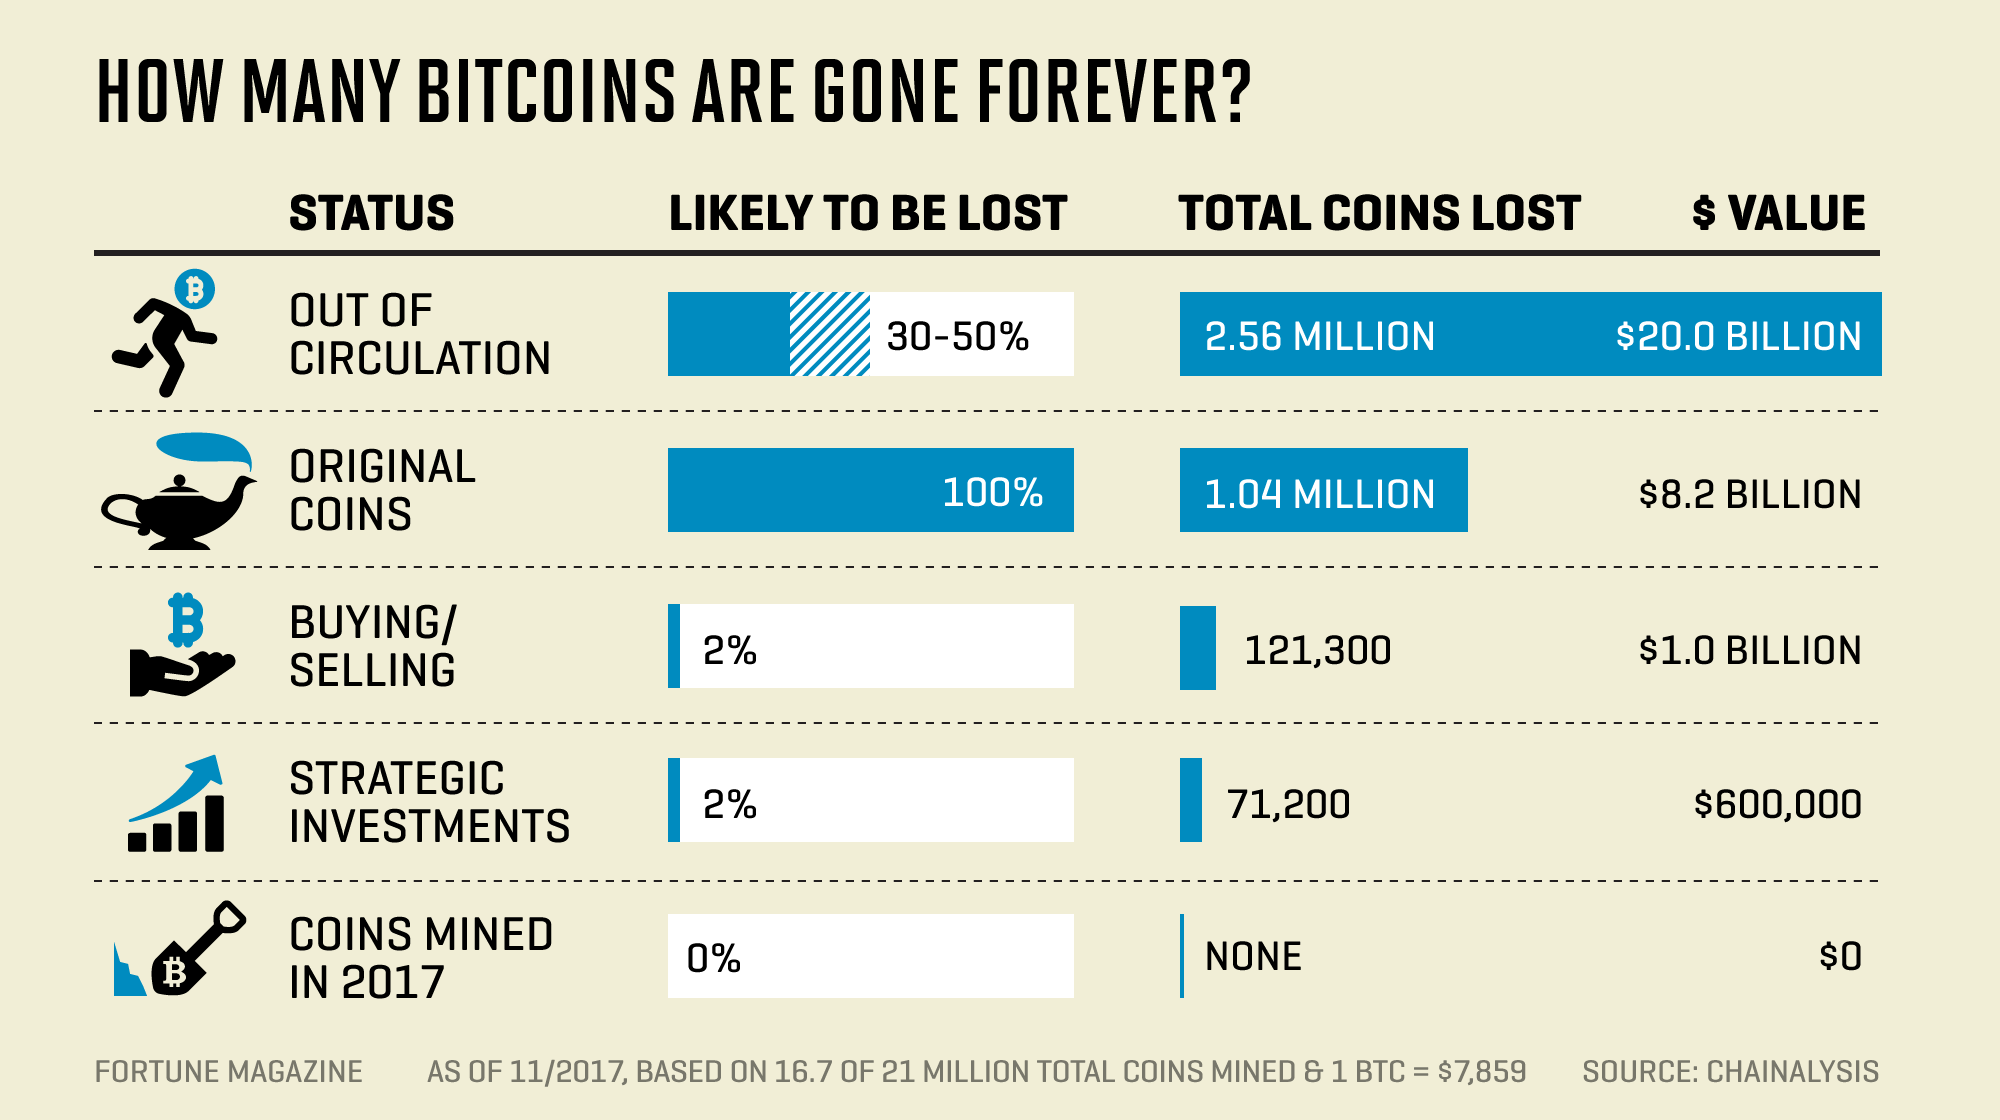 HOW MANY BITCOINS ARE GONE FOREVER?
STATUS LIKELY TO BE LOST TOTAL COINS LOST $ VALUE
OUT OF
CIRCULATION
30-50%
2.56 MILLION
$20.0 BILLION
ORIGINAL
COINS
100%
1.04 MILLION
$8.2 BILLION
BUYING/
SELLING
2%
121,300
$1.0 BILLION
STRATEGIC
INVESTMENTS
2%
71,200
$600,000
COINS MINED
IN 2017
0%
NONE
$0
FORTUNE MAGAZINE AS OF 11/2017, BASED ON 16.7 OF 21 MILLION TOTAL COINS MINED & 1 BTC = $7,859 SOURCE: CHAINALYSIS